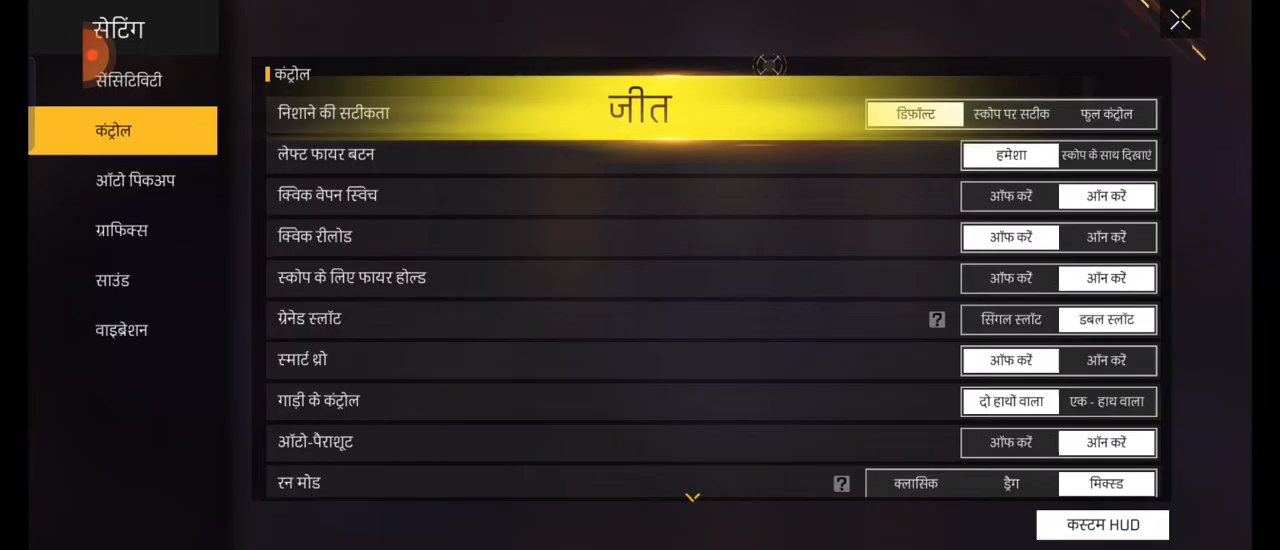 सेटिंग
सेंसिटिविटी
कंट्रोल
ऑटो पिकअप
ग्राफिक्स
साउंड
वाइब्रेशन
कंट्रोल
जीत
निशाने की सटीकता डिफ़ॉल्ट स्कोप पर सटीक फुल कंट्रोल
लेफ्ट फायर बटन हमेशा स्कोप के साथ दिखाएं
क्विक वेपन स्विच ऑफ करें ऑन करें
क्विक रीलोड ऑफ करें ऑन करें
स्कोप के लिए फायर होल्ड ऑफ करें ऑन करें
ग्रेनेड स्लॉट ? सिंगल स्लॉट डबल स्लॉट
स्मार्ट थ्रो ऑफ करें ऑन करें
गाड़ी के कंट्रोल दो हाथों वाला एक - हाथ वाला
ऑटो-पैराशूट ऑफ करें ऑन करें
रन मोड ? क्लासिक ड्रैग मिक्स्ड
कस्टम HUD